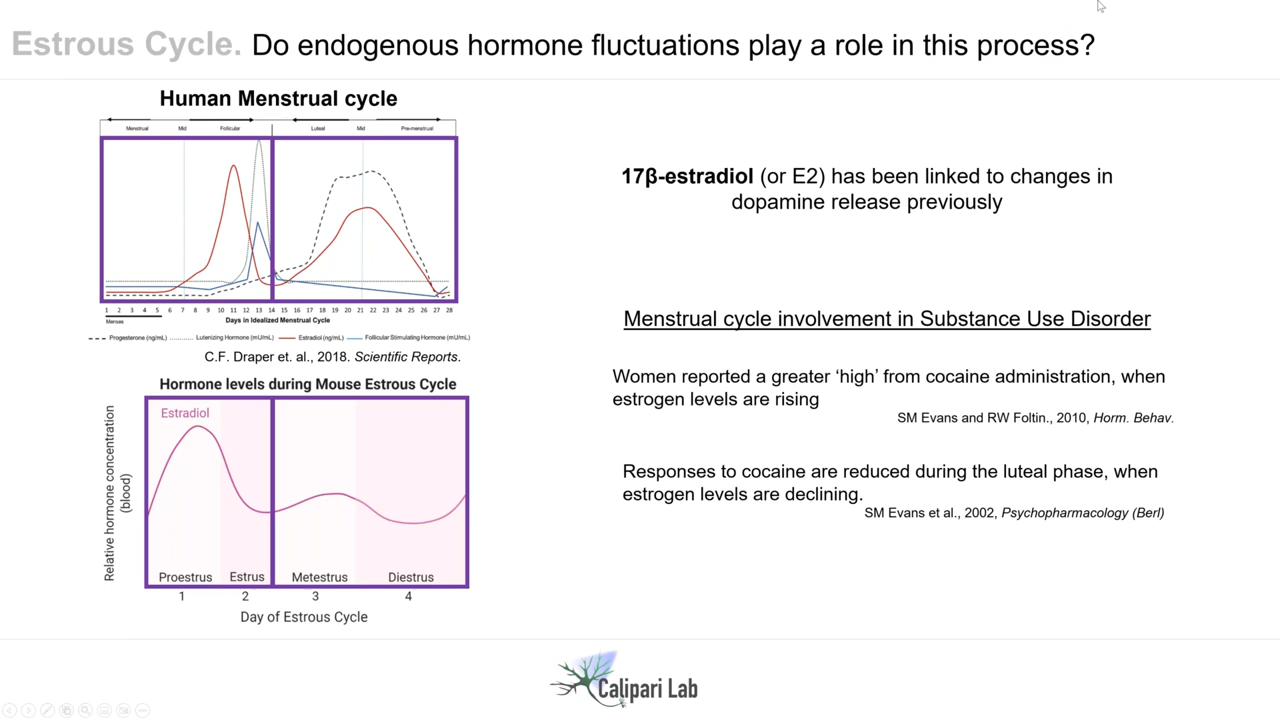 Estrous Cycle. Do endogenous hormone fluctuations play a role in this process?
Human Menstrual cycle
Menstrual Mid Follicular Luteal Mid Pre-menstrual
1 2 3 4 5 6 7 8 9 10 11 12 13 14 15 16 17 18 19 20 21 22 23 24 25 26 27 28
Menses
Days in Idealized Menstrual Cycle
Progesterone (ng/mL) Lutenizing Hormone (mU/mL) Estradiol (ng/mL) Follicular Stimulating Hormone (mU/mL)
C.F. Draper et. al., 2018. Scientific Reports.
Hormone levels during Mouse Estrous Cycle
Relative hormone concentration
(blood)
Estradiol
Proestrus Estrus Metestrus Diestrus
1 2 3 4
Day of Estrous Cycle
17β-estradiol (or E2) has been linked to changes in
dopamine release previously
Menstrual cycle involvement in Substance Use Disorder
Women reported a greater ‘high’ from cocaine administration, when
estrogen levels are rising
SM Evans and RW Foltin., 2010, Horm. Behav.
Responses to cocaine are reduced during the luteal phase, when
estrogen levels are declining.
SM Evans et al., 2002, Psychopharmacology (Berl)
Calipari Lab